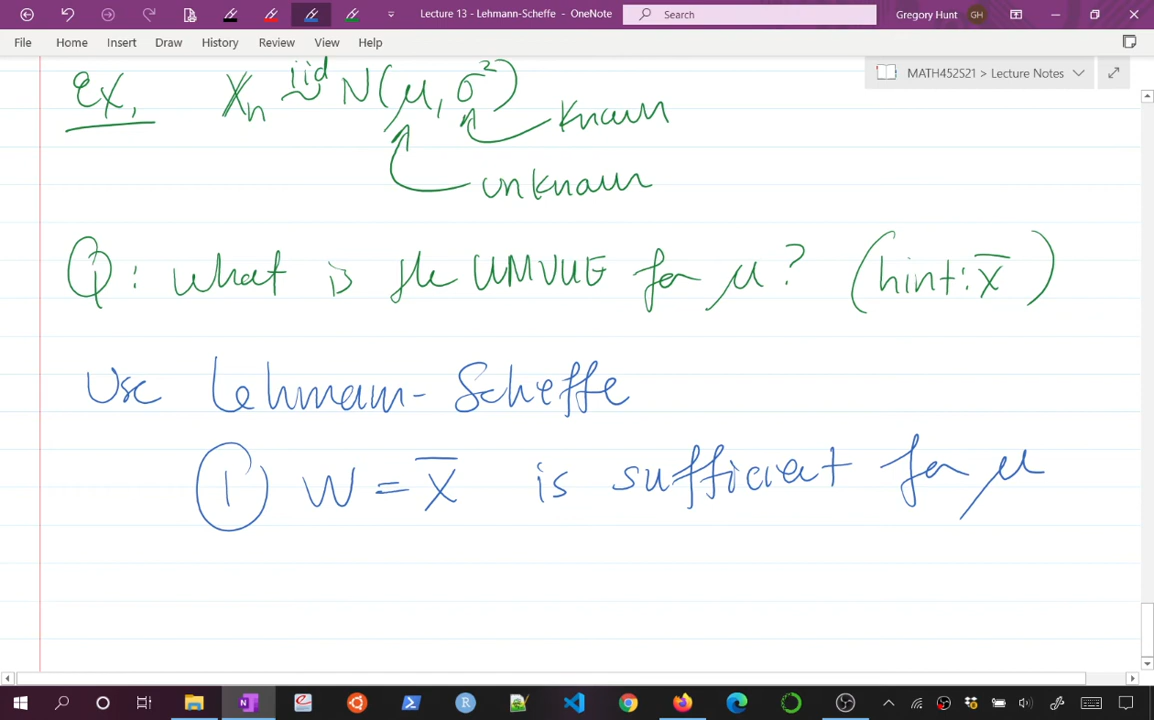 Lecture 13 - Lehmann-Scheffe - OneNote
Search
Gregory Hunt GH
File Home Insert Draw History Review View Help
MATH452S21 > Lecture Notes
ex. Xn iid ~ N(μ, σ²)
known
unknown
Q: What is the UMVUE for μ? (hint: x̄)
Use Lehmann-Scheffe
① W = X̄ is sufficient for μ